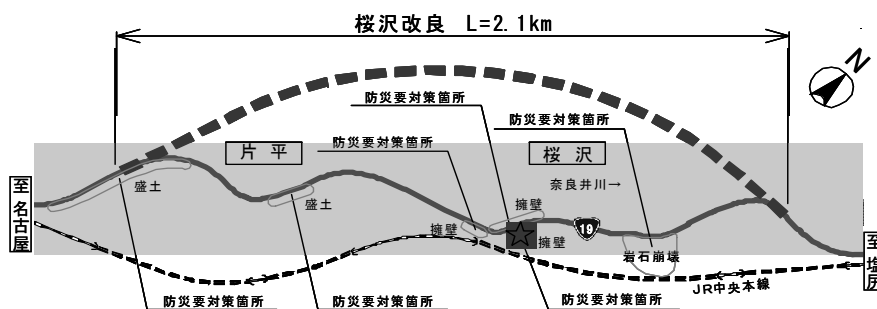 桜沢改良 L=2.1km
N
防災要対策箇所
防災要対策箇所
防災要対策箇所
片平
桜沢
奈良井川→
至名古屋
盛土
盛土
擁壁
擁壁
擁壁
19
岩石崩壊
至塩尻
JR中央本線
防災要対策箇所
防災要対策箇所
防災要対策箇所